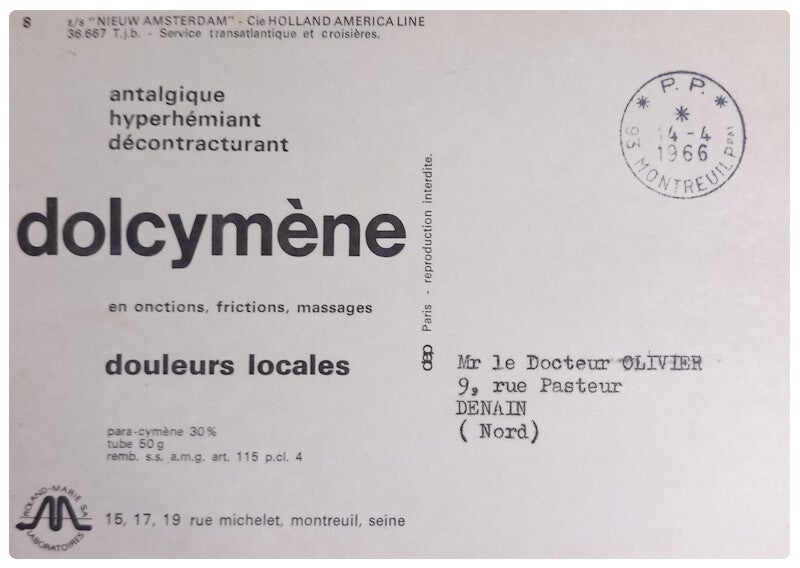 S
s/s "NIEUW AMSTERDAM" - Cie HOLLAND AMERICA LINE
36.667 T.j.b. - Service transatlantique et croisières.
antalgique
hyperhémiant
décontracturant
dolcymène
en onctions, frictions, massages
douleurs locales
para-cymène 30%
tube 50 g
remb. s.s. a.m.g. art. 115 p.cl. 4
ROLAND-MARIE SA
LABORATOIRES
15, 17, 19 rue michelet, montreuil, seine
dep Paris - reproduction interdite.
* P. P. *
*
14-4
1966
93 MONTREUIL PPAL
Mr le Docteur OLIVIER
9, rue Pasteur
DENAIN
( Nord)